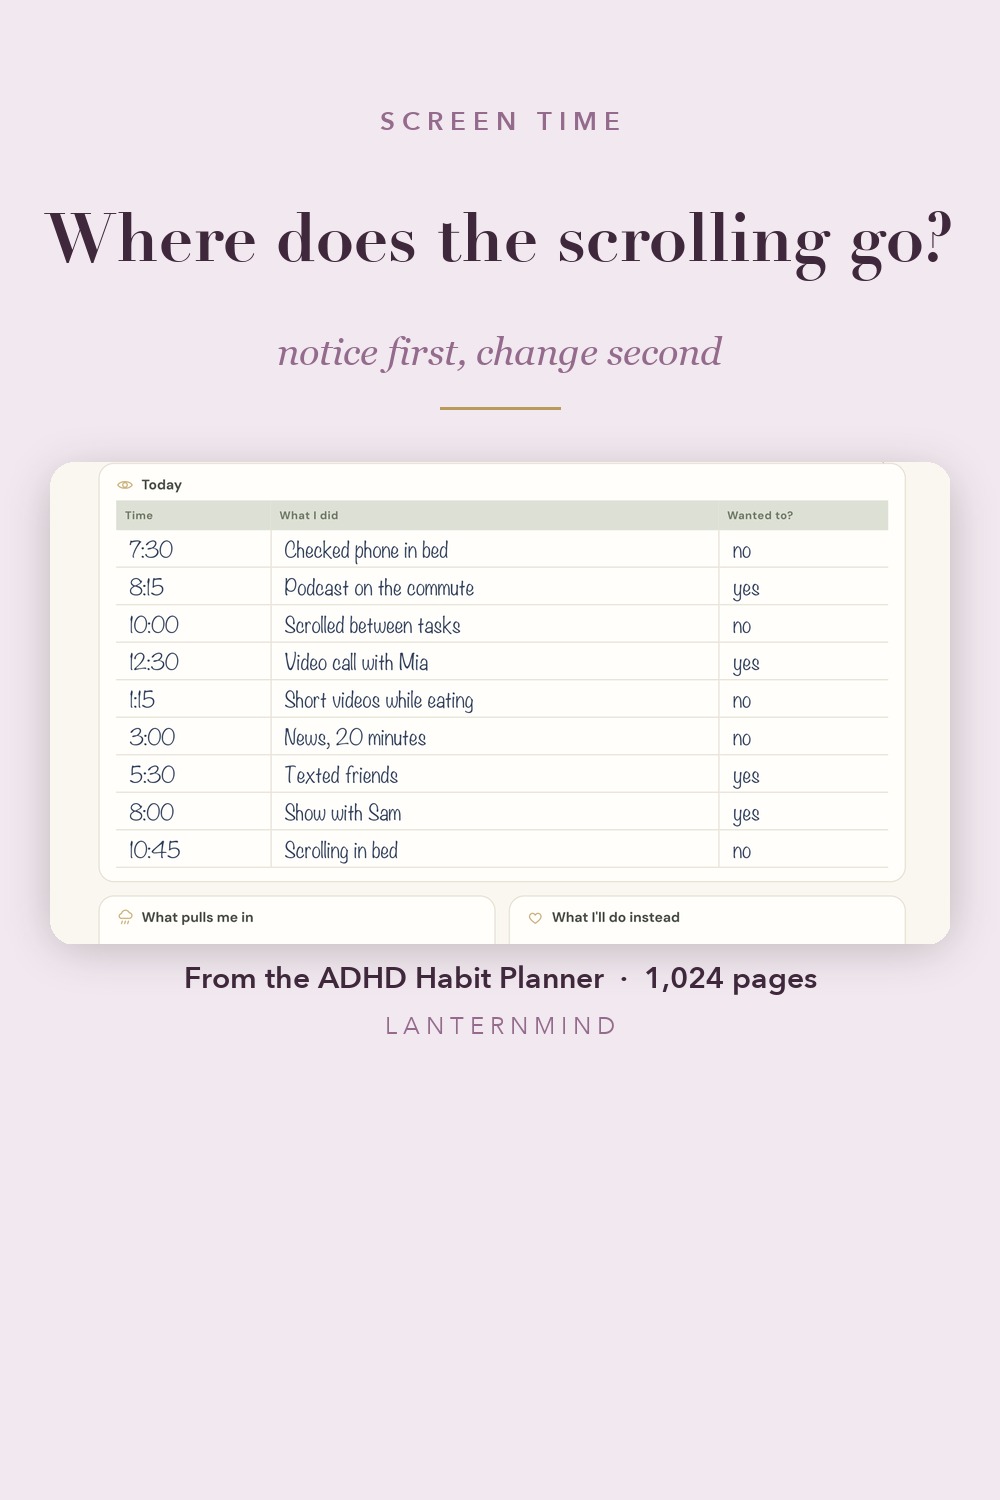 SCREEN TIME
Where does the scrolling go?
notice first, change second
Today
Time What I did Wanted to?
7:30 Checked phone in bed no
8:15 Podcast on the commute yes
10:00 Scrolled between tasks no
12:30 Video call with Mia yes
1:15 Short videos while eating no
3:00 News, 20 minutes no
5:30 Texted friends yes
8:00 Show with Sam yes
10:45 Scrolling in bed no
What pulls me in What I'll do instead
From the ADHD Habit Planner · 1,024 pages
LANTERNMIND